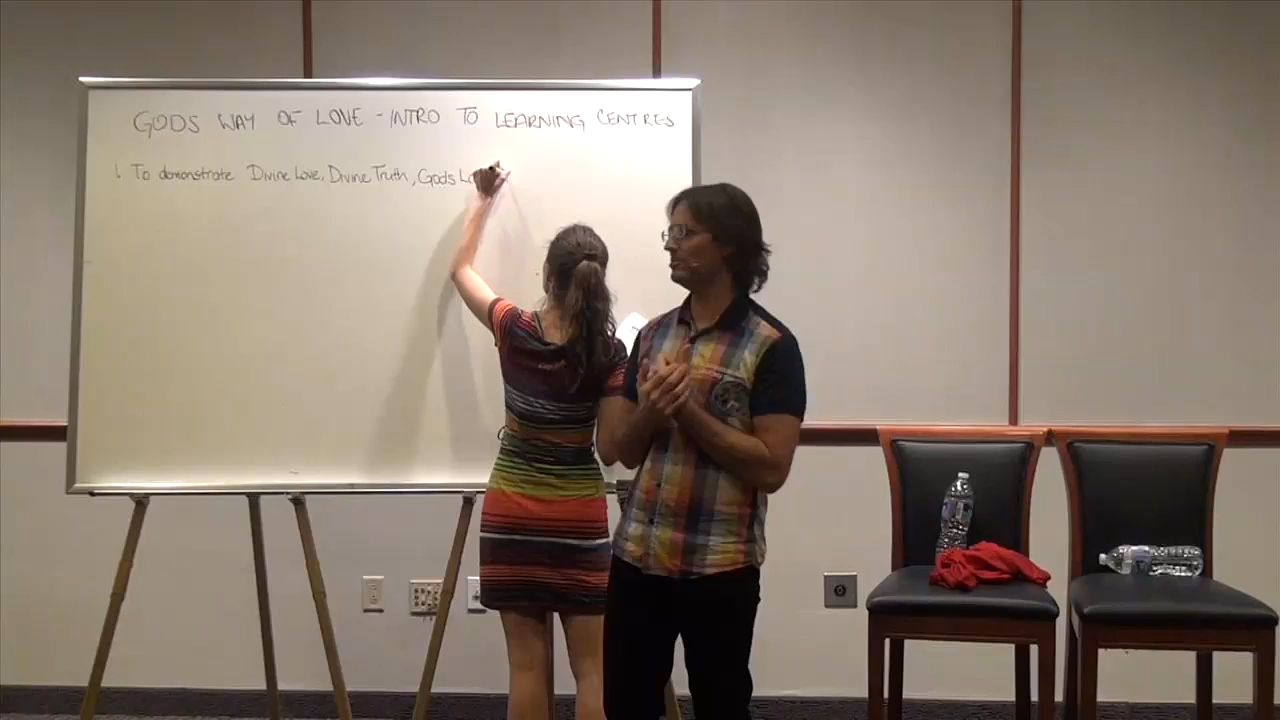 GODS WAY OF LOVE - INTRO TO LEARNING CENTRES
1. To demonstrate Divine Love, Divine Truth, Gods